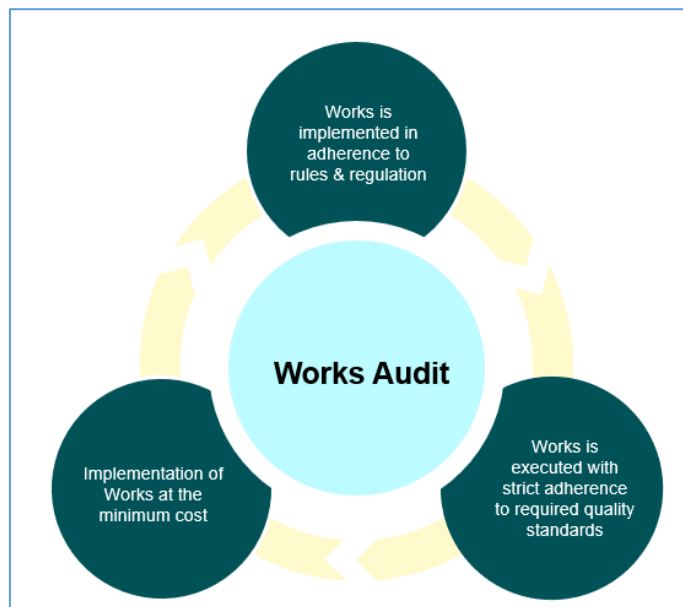 Works is
implemented in
adherence to
rules & regulation
Works Audit
Implementation of
Works at the
minimum cost
Works is
executed with
strict adherence
to required quality
standards